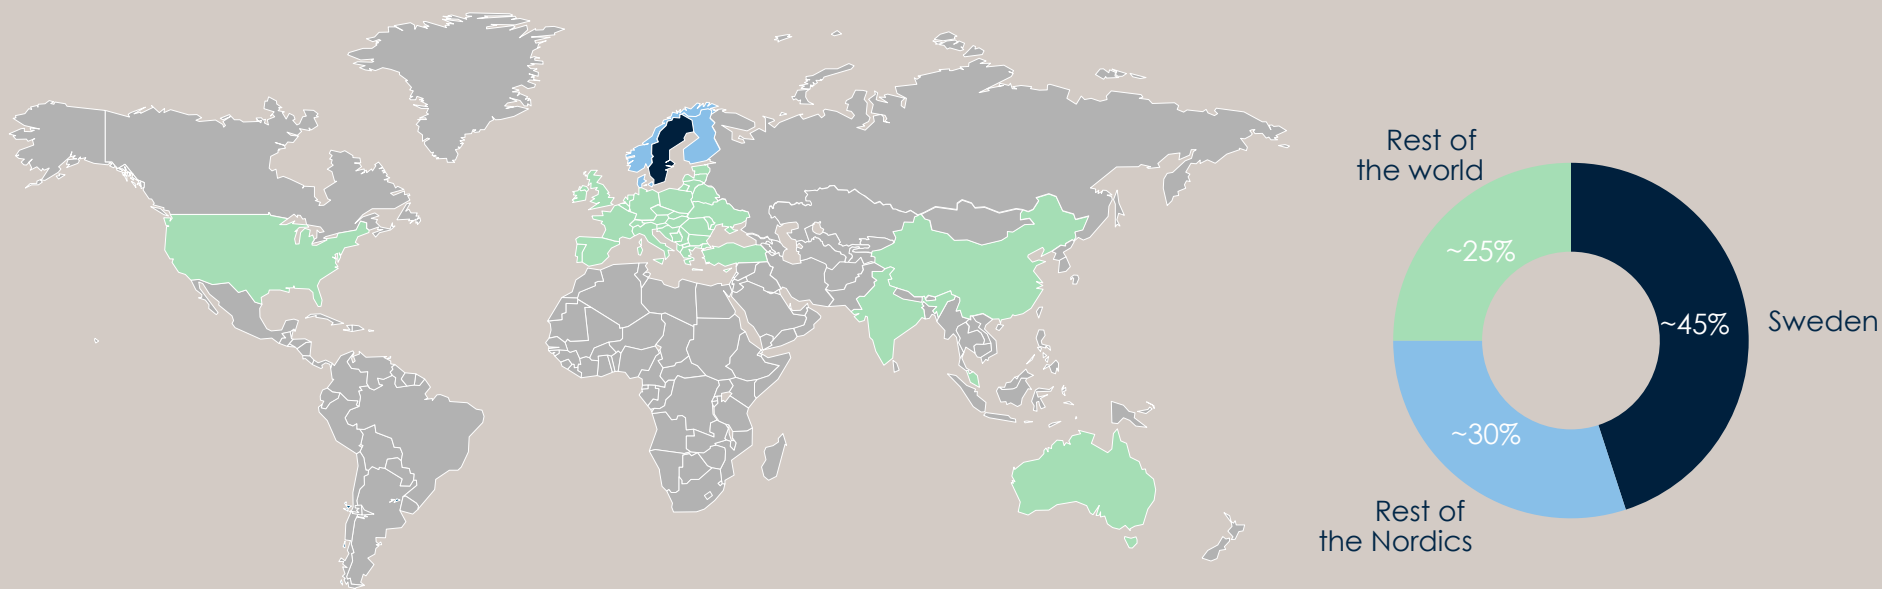 Rest of
the world
~25%
~45%
Sweden
~30%
Rest of
the Nordics